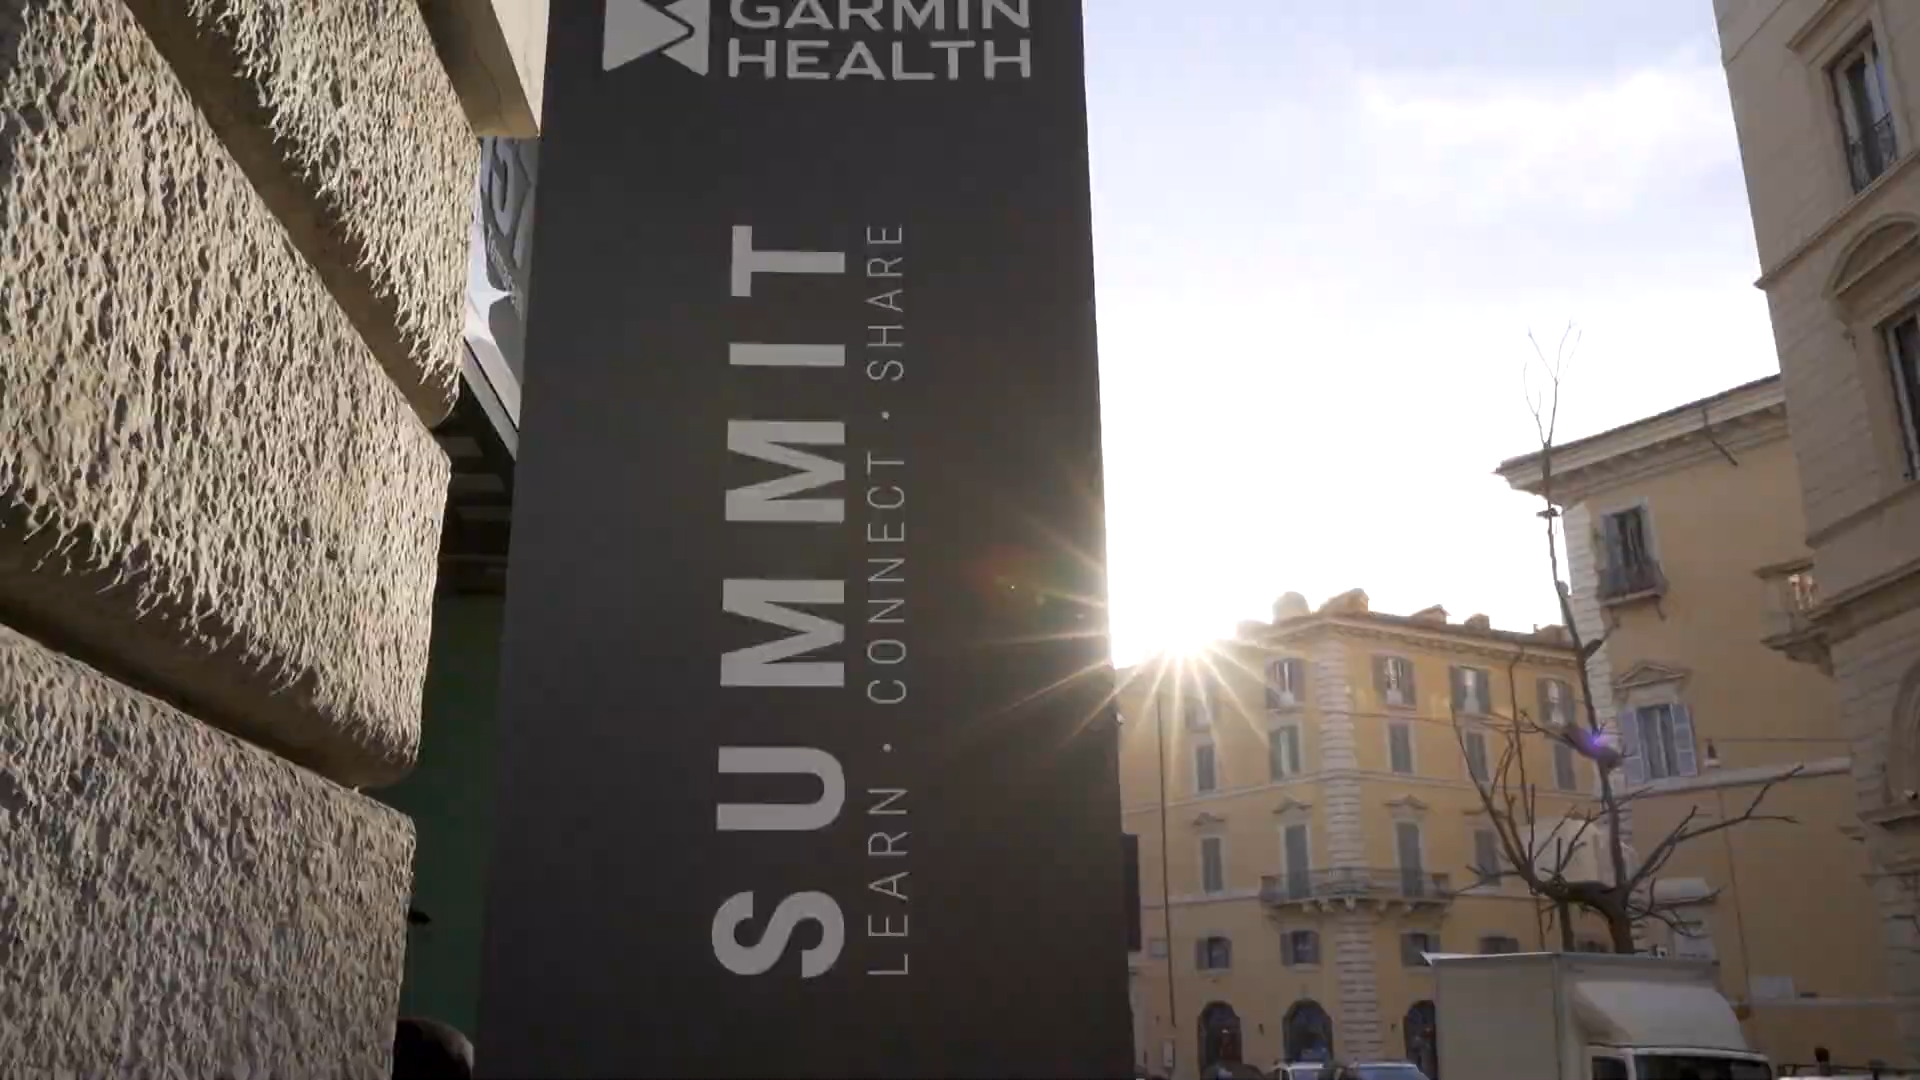 GARMIN
HEALTH
SUMMIT
LEARN · CONNECT · SHARE